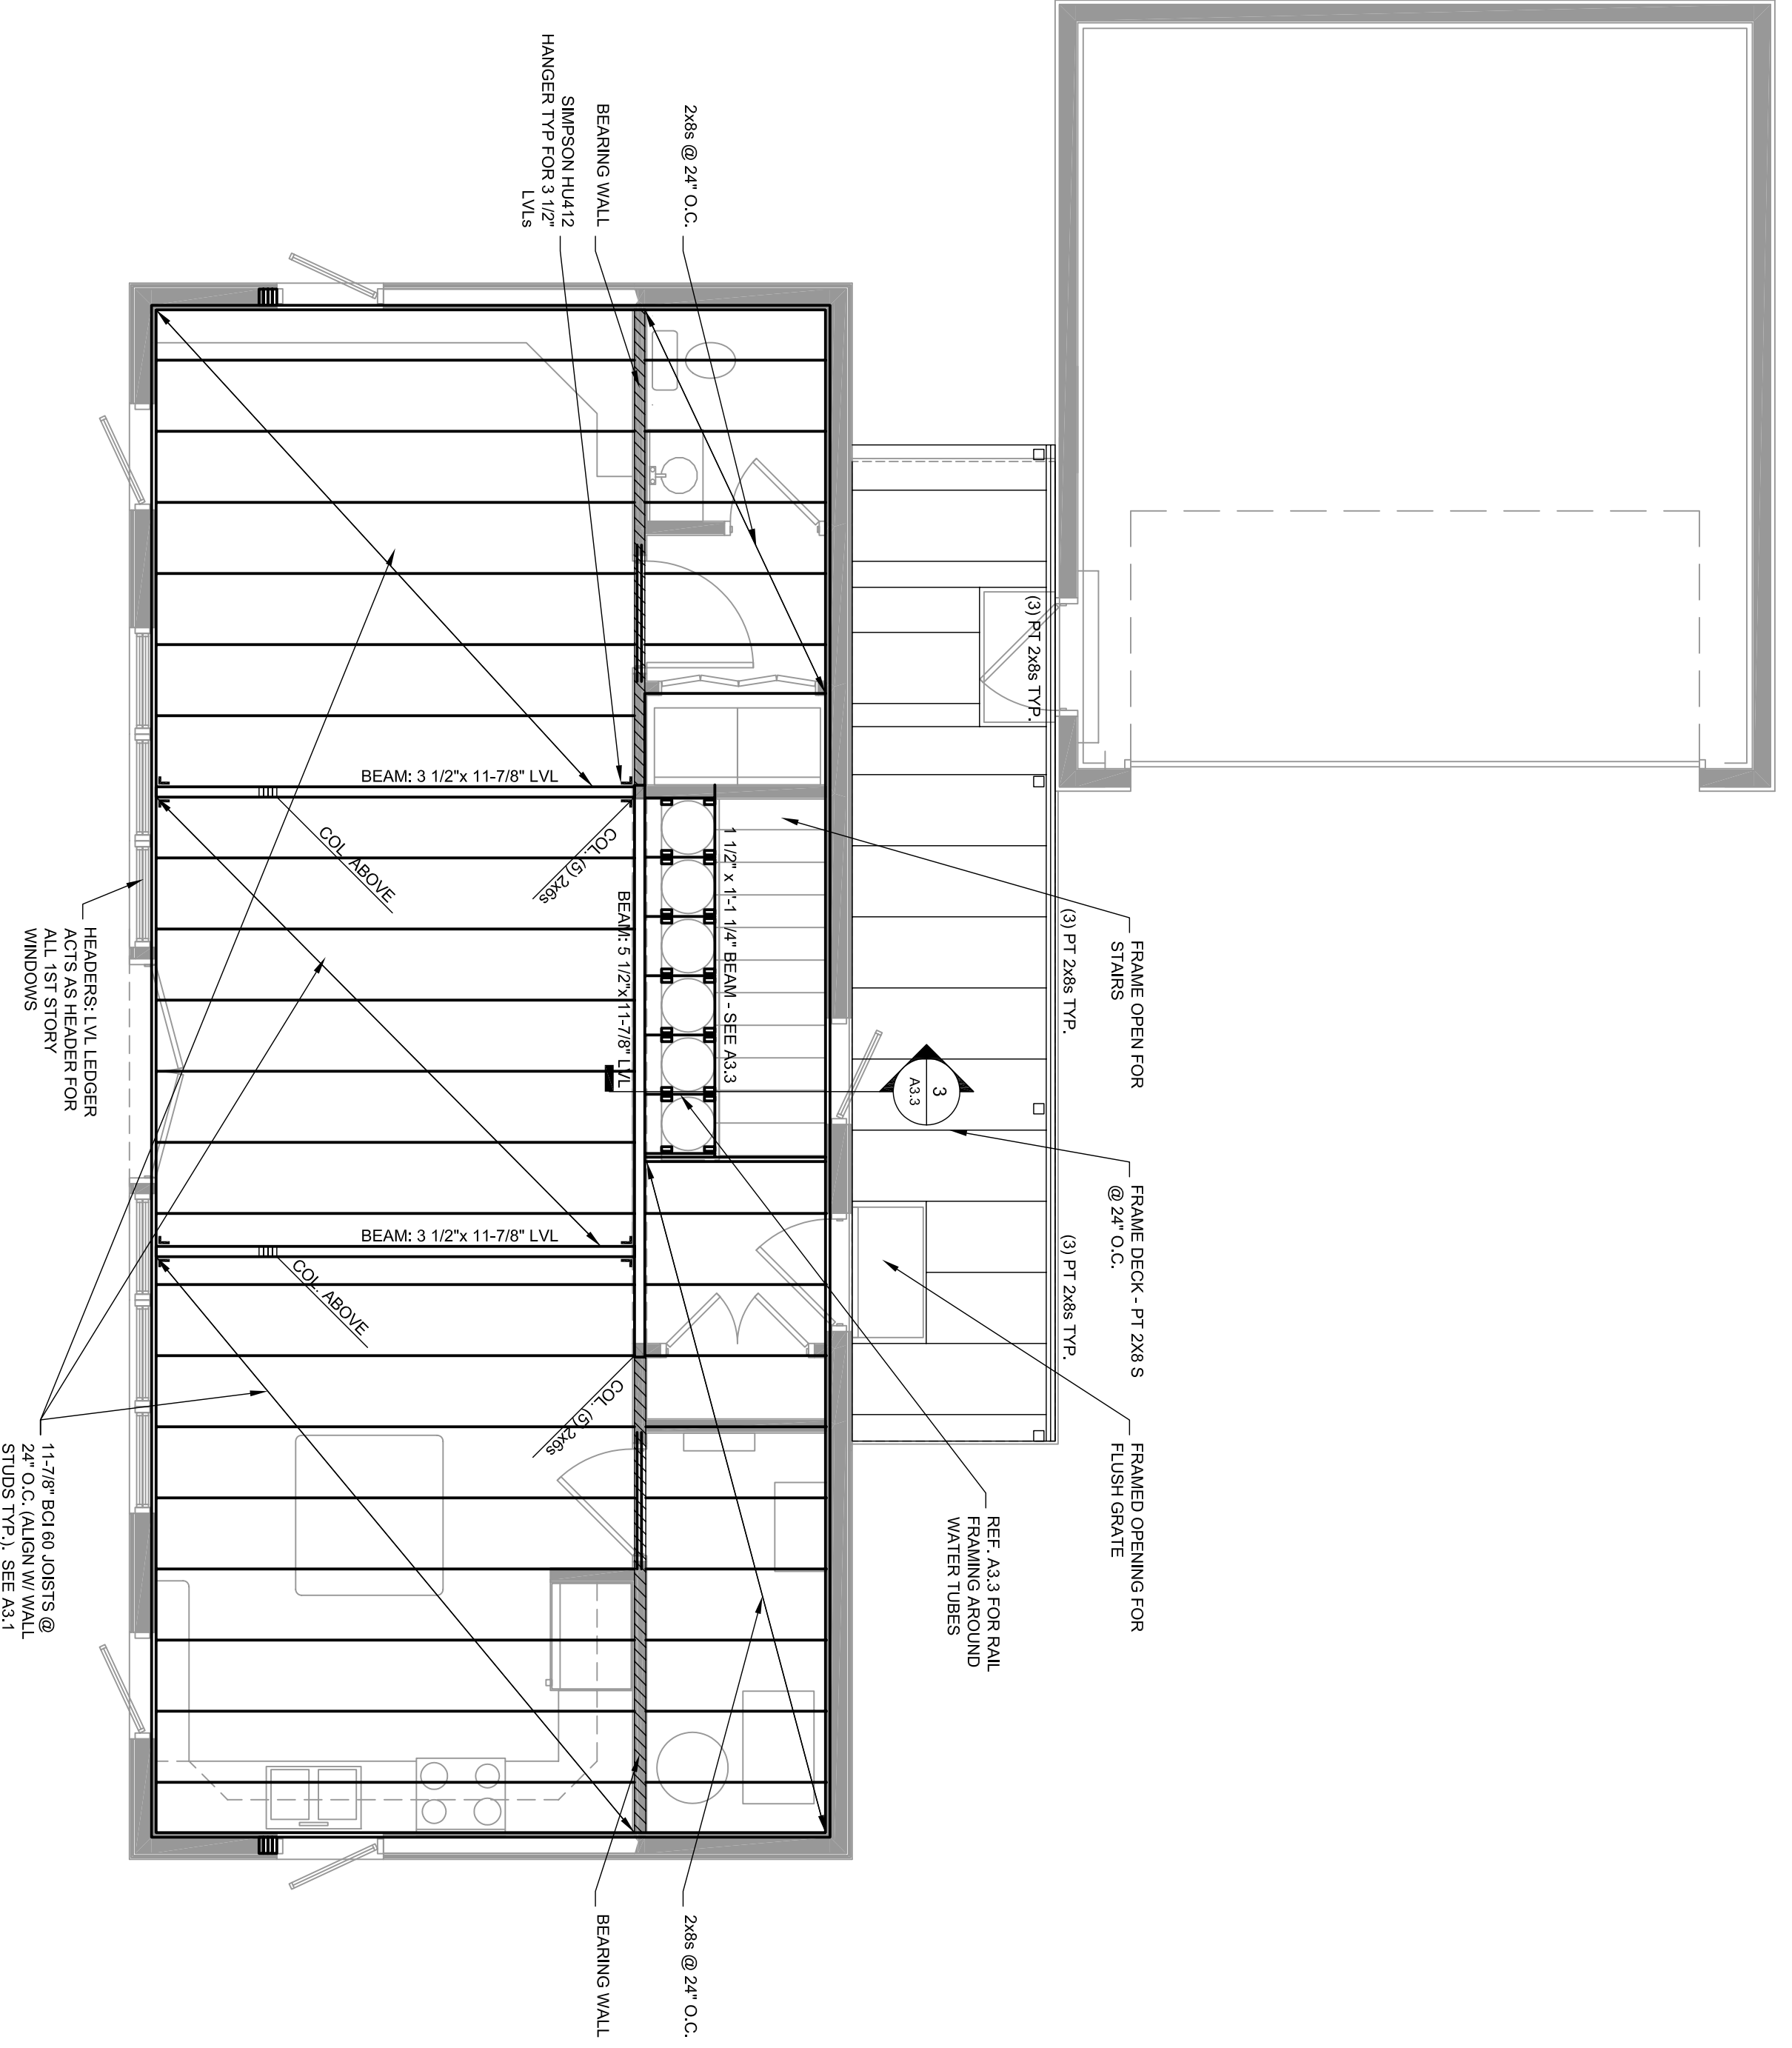 2x8s @ 24" O.C.
BEARING WALL
SIMPSON HU412
HANGER TYP FOR 3 1/2"
LVLs
(3) PT 2x8s TYP.
BEAM: 3 1/2"x 11-7/8" LVL
COL. ABOVE
COL. (5) 2x6s
1 1/2" x 1'-1 1/4" BEAM - SEE A3.3
BEAM: 5 1/2"x 11-7/8" LVL
HEADERS: LVL LEDGER
ACTS AS HEADER FOR
ALL 1ST STORY
WINDOWS
FRAME OPEN FOR
STAIRS
(3) PT 2x8s TYP.
3
A3.3
FRAME DECK - PT 2X8 S
@ 24" O.C.
(3) PT 2x8s TYP.
BEAM: 3 1/2"x 11-7/8" LVL
COL. ABOVE
COL. (5) 2x6s
FRAMED OPENING FOR
FLUSH GRATE
REF. A3.3 FOR RAIL
FRAMING AROUND
WATER TUBES
11-7/8" BCI 60 JOISTS @
24" O.C. (ALIGN W/ WALL
STUDS TYP.). SEE A3.1
2x8s @ 24" O.C.
BEARING WALL